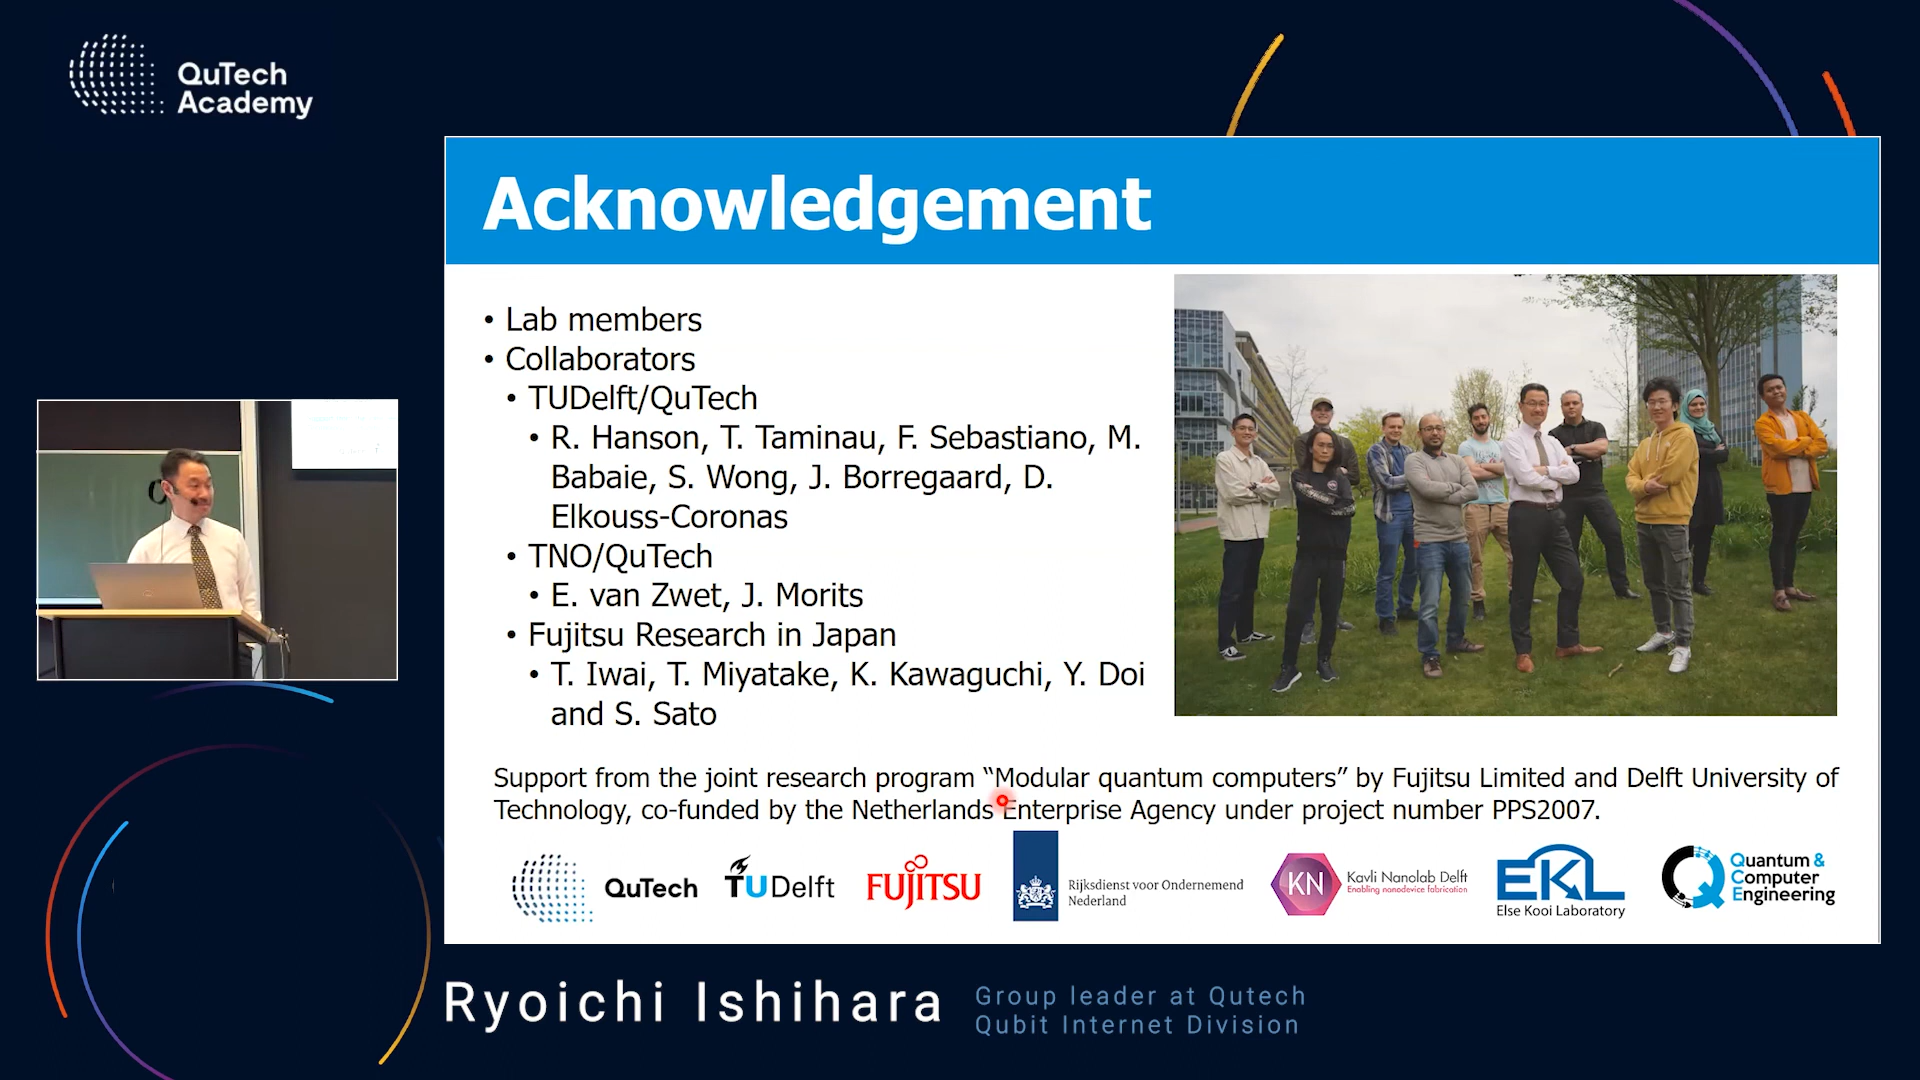 QuTech
Academy
Acknowledgement
• Lab members
• Collaborators
• TUDelft/QuTech
• R. Hanson, T. Taminau, F. Sebastiano, M.
Babaie, S. Wong, J. Borregaard, D.
Elkouss-Coronas
• TNO/QuTech
• E. van Zwet, J. Morits
• Fujitsu Research in Japan
• T. Iwai, T. Miyatake, K. Kawaguchi, Y. Doi
and S. Sato
Support from the joint research program “Modular quantum computers” by Fujitsu Limited and Delft University of
Technology, co-funded by the Netherlands Enterprise Agency under project number PPS2007.
QuTech
TUDelft
FUJITSU
Rijksdienst voor Ondernemend
Nederland
KN
Kavli Nanolab Delft
Enabling nanodevice fabrication
EKL
Else Kooi Laboratory
Quantum &
Computer
Engineering
Ryoichi Ishihara
Group leader at Qutech
Qubit Internet Division